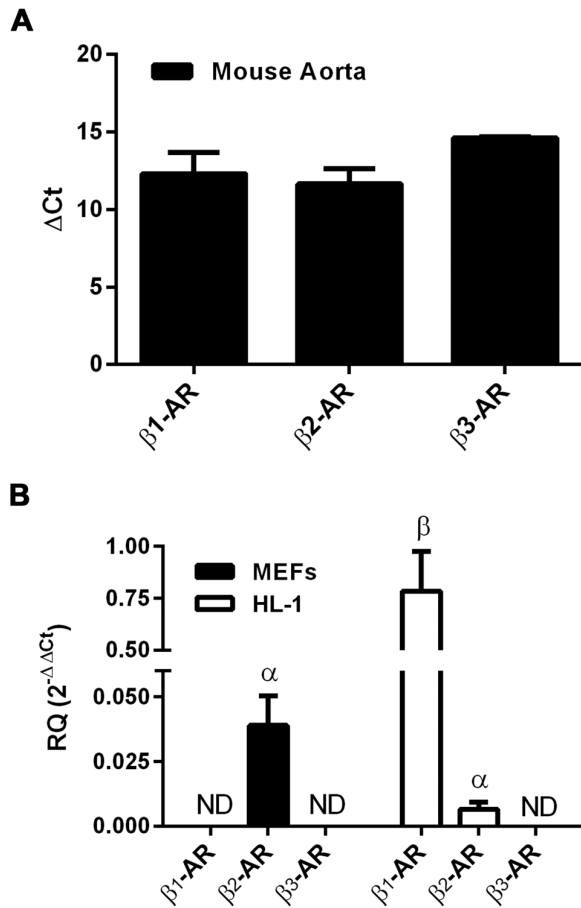 A
20
15
10
5
0
ΔCt
Mouse Aorta
β1-AR
β2-AR
β3-AR
B
1.00
0.75
0.50
0.050
0.025
0.000
RQ (2^-Δ ΔCt)
MEFs
HL-1
ND
α
ND
β
α
ND
β1-AR
β2-AR
β3-AR
β1-AR
β2-AR
β3-AR